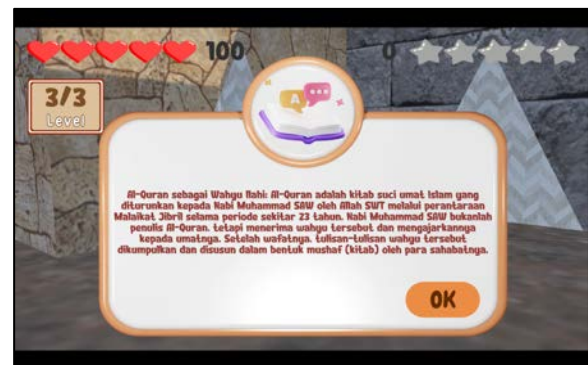 100
0
3/3
Level
A
Al-Quran sebagai Wahyu Ilahi: Al-Quran adalah kitab suci umat Islam yang
diturunkan kepada Nabi Muhammad SAW oleh Allah SWT melalui perantaraan
Malaikat Jibril selama periode sekitar 23 tahun. Nabi Muhammad SAW bukanlah
penulis Al-Quran, tetapi menerima wahyu tersebut dan mengajarkannya
kepada umatnya. Setelah wafatnya, tulisan-tulisan wahyu tersebut
dikumpulkan dan disusun dalam bentuk mushaf (kitab) oleh para sahabatnya.
OK